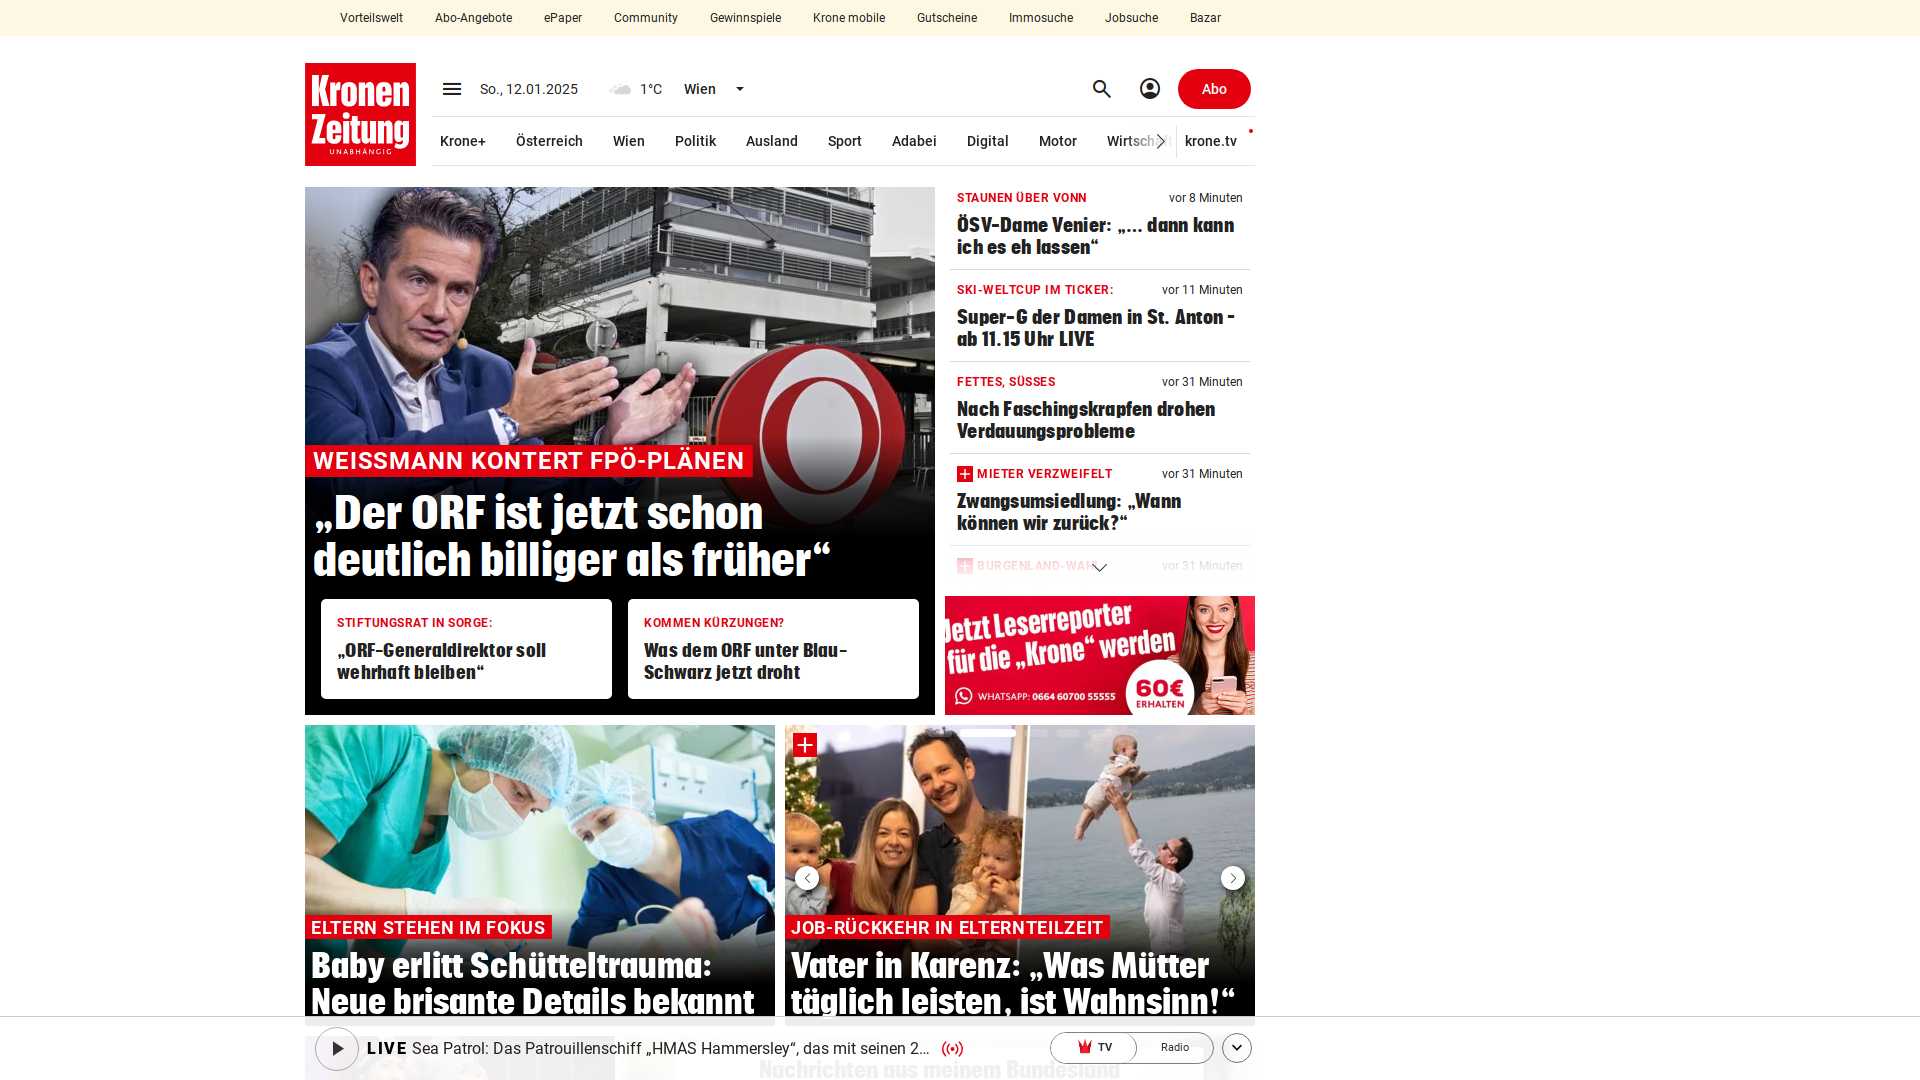 Vorteilswelt Abo-Angebote ePaper Community Gewinnspiele Krone mobile Gutscheine Immosuche Jobsuche Bazar
Kronen
Zeitung
UNABHÄNGIG
So., 12.01.2025 1°C Wien Abo
Krone+ Österreich Wien Politik Ausland Sport Adabei Digital Motor Wirtschaft krone.tv
WEISSMANN KONTERT FPÖ-PLÄNEN
„Der ORF ist jetzt schon
deutlich billiger als früher“
STIFTUNGSRAT IN SORGE:
„ORF-Generaldirektor soll
wehrhaft bleiben“
KOMMEN KÜRZUNGEN?
Was dem ORF unter Blau-
Schwarz jetzt droht
STAUNEN ÜBER VONN vor 8 Minuten
ÖSV-Dame Venier: „... dann kann
ich es eh lassen“
SKI-WELTCUP IM TICKER: vor 11 Minuten
Super-G der Damen in St. Anton -
ab 11.15 Uhr LIVE
FETTES, SÜSSES vor 31 Minuten
Nach Faschingskrapfen drohen
Verdauungsprobleme
MIETER VERZWEIFELT vor 31 Minuten
Zwangsumsiedlung: „Wann
können wir zurück?“
BURGENLAND-WAHL vor 31 Minuten
Jetzt Leserreporter
für die „Krone“ werden
WHATSAPP: 0664 60700 55555
60€
ERHALTEN
ELTERN STEHEN IM FOKUS
Baby erlitt Schütteltrauma:
Neue brisante Details bekannt
JOB-RÜCKKEHR IN ELTERNTEILZEIT
Vater in Karenz: „Was Mütter
täglich leisten, ist Wahnsinn!“
LIVE Sea Patrol: Das Patrouillenschiff „HMAS Hammersley“, das mit seinen 2... TV Radio
Nachrichten aus meinem Bundesland